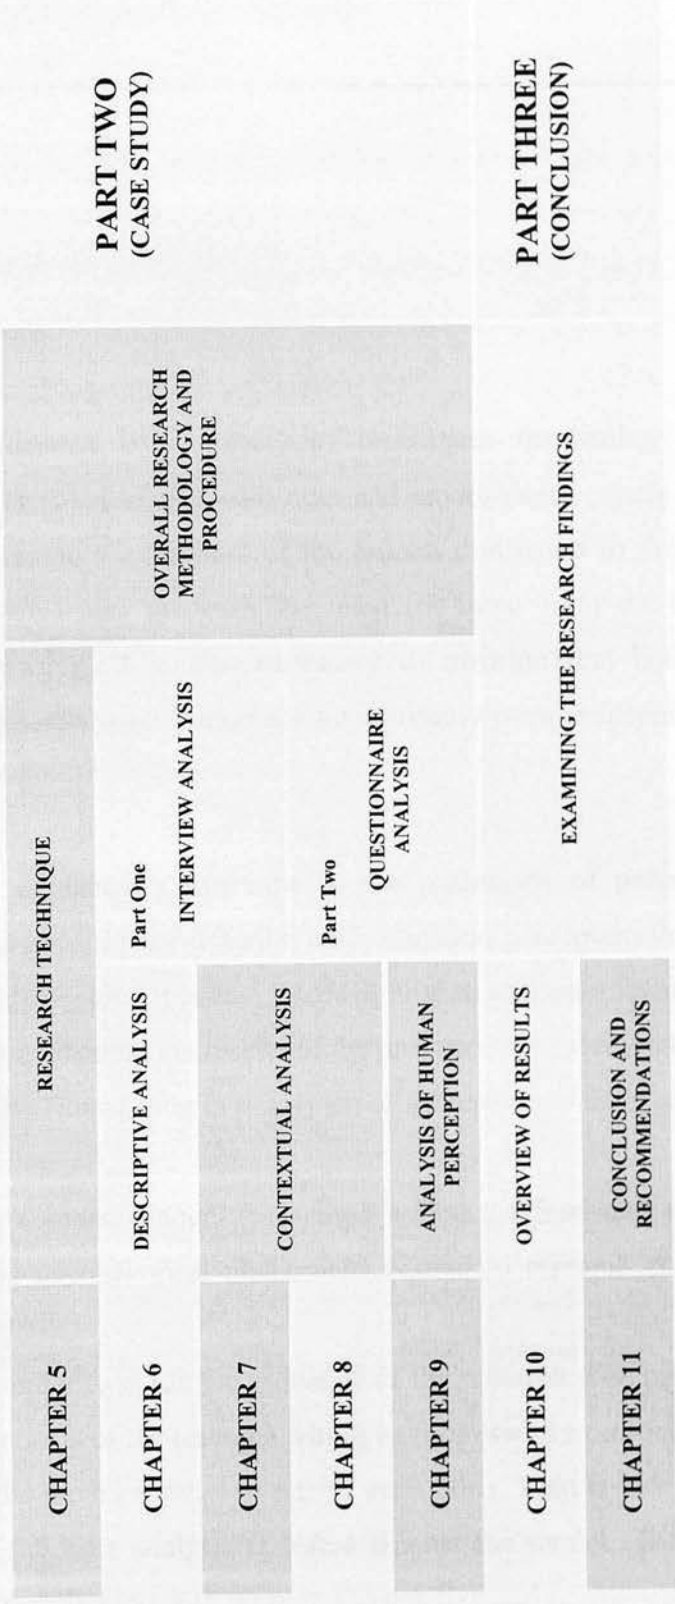 CHAPTER 5
RESEARCH TECHNIQUE
CHAPTER 6
DESCRIPTIVE ANALYSIS
Part One
INTERVIEW ANALYSIS
CHAPTER 7
CONTEXTUAL ANALYSIS
CHAPTER 8
Part Two
QUESTIONNAIRE
ANALYSIS
CHAPTER 9
ANALYSIS OF HUMAN
PERCEPTION
OVERALL RESEARCH
METHODOLOGY AND
PROCEDURE
PART TWO
(CASE STUDY)
CHAPTER 10
OVERVIEW OF RESULTS
CHAPTER 11
CONCLUSION AND
RECOMMENDATIONS
EXAMINING THE RESEARCH FINDINGS
PART THREE
(CONCLUSION)